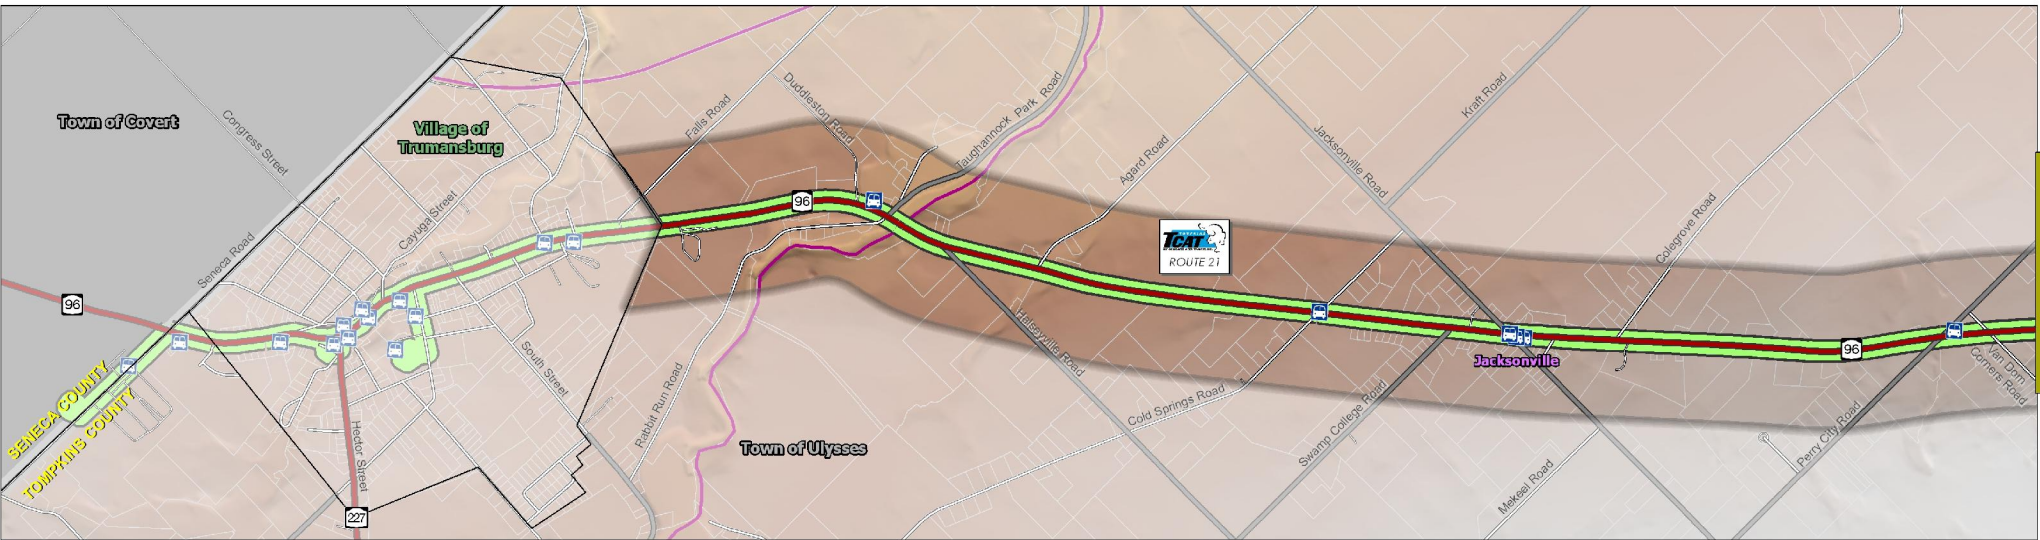 Town of Covert
Congress Street
Village of
Trumansburg
Cayuga Street
Seneca Road
Falls Road
Duddleston Road
Taughannock Park Road
Agard Road
Jacksonville Road
Kraft Road
Colegrove Road
96
96
TCAT
ROUTE 21
Jacksonville
96
Van Dorn
Corners Road
SENECA COUNTY
TOMPKINS COUNTY
Hector Street
227
South Street
Rabbit Run Road
Town of Ulysses
Halseyville Road
Cold Springs Road
Swamp College Road
Mekeel Road
Perry City Road